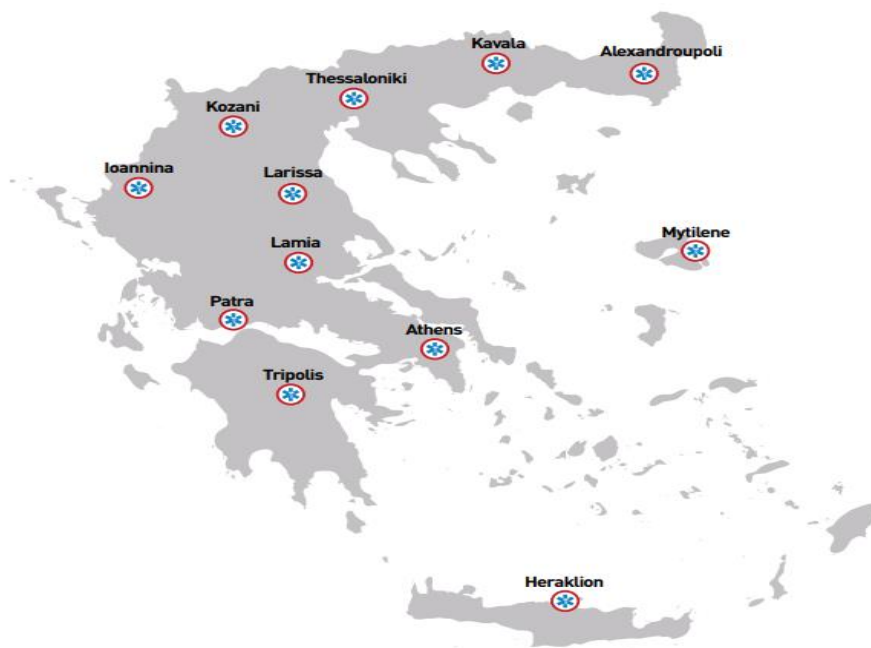 Kavala
Alexandroupoli
Thessaloniki
Kozani
Ioannina
Larissa
Mytilene
Lamia
Patra
Athens
Tripolis
Heraklion